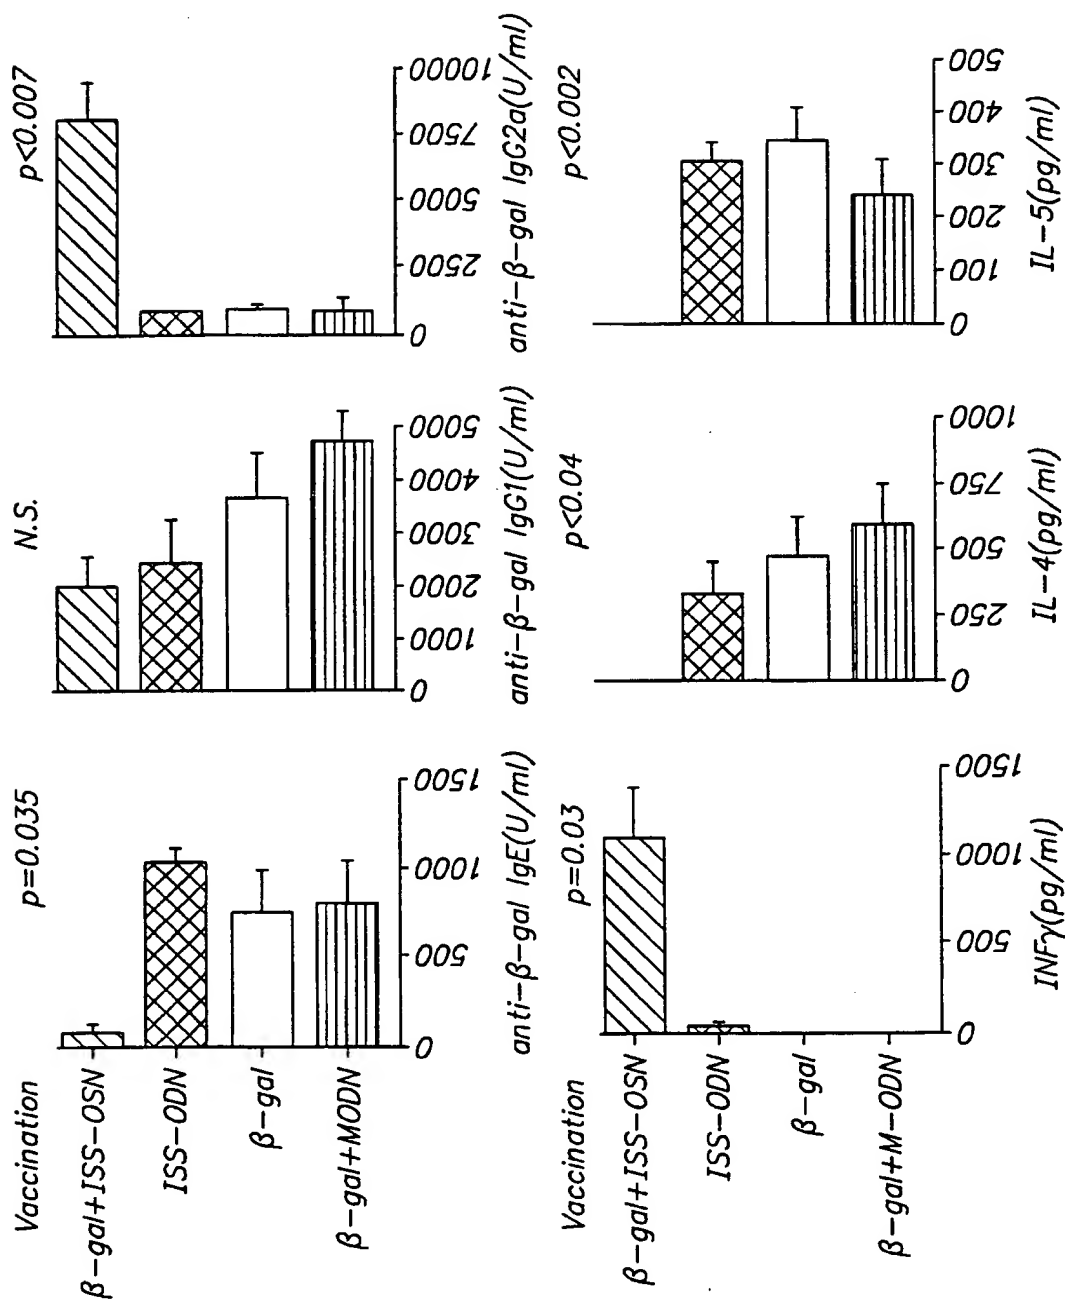 Vaccination
p=0.035
N.S.
p<0.007
β-gal+ISS-OSN
ISS-ODN
β-gal
β-gal+MODN
0
500
1000
1500
anti-β-gal IgE(U/ml)
0
1000
2000
3000
4000
5000
anti-β-gal IgG1(U/ml)
0
2500
5000
7500
10000
anti-β-gal IgG2a(U/ml)
Vaccination
p=0.03
p<0.04
p<0.002
β-gal+ISS-OSN
ISS-ODN
β-gal
β-gal+M-ODN
0
500
1000
1500
INFγ(pg/ml)
0
250
500
750
1000
IL-4(pg/ml)
0
100
200
300
400
500
IL-5(pg/ml)